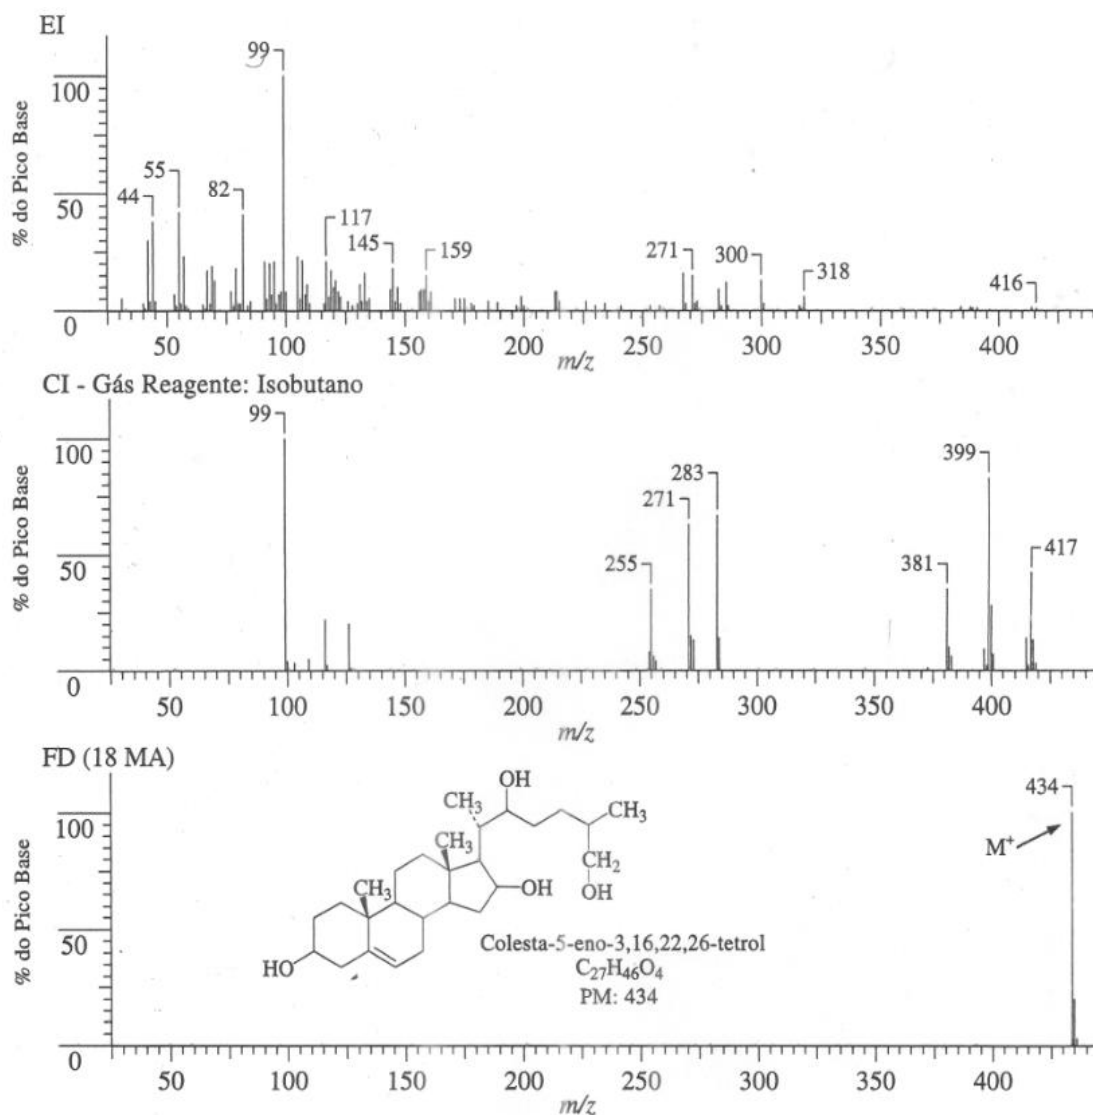 EI
99
100
% do Pico Base
55
44
82
50
117
145
159
271
300
318
416
0
50 100 150 200 250 300 350 400
m/z
CI - Gás Reagente: Isobutano
99
100
% do Pico Base
399
283
271
417
50
255
381
0
100 150 200 250 300 350 400
m/z
FD (18 MA)
434
100
% do Pico Base
M⁺
50
OH
CH₃
CH₃
CH₃
CH₂
OH
OH
CH₃
HO
Colesta-5-eno-3,16,22,26-tetrol
C₂₇H₄₆O₄
PM: 434
0
50 100 150 200 250 300 350 400
m/z